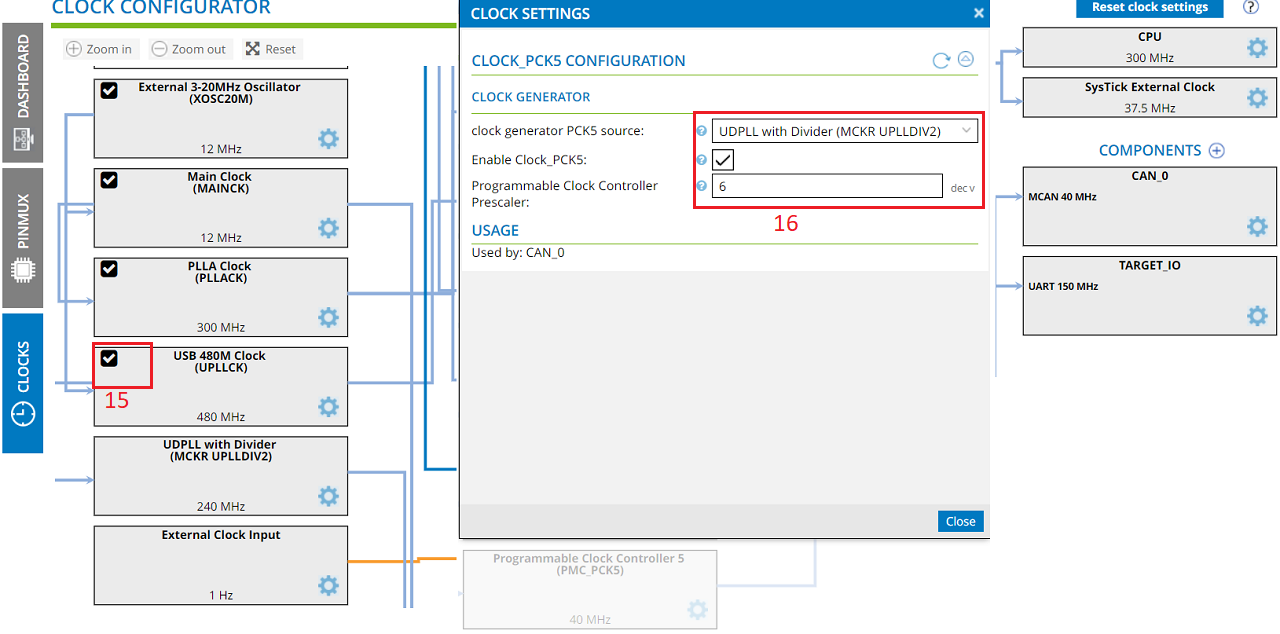 CLOCK CONFIGURATOR
Zoom in
Zoom out
Reset
DASHBOARD
PINMUX
CLOCKS
External 3-20MHz Oscillator
(XOSC20M)
12 MHz
Main Clock
(MAINCK)
12 MHz
PLLA Clock
(PLLACK)
300 MHz
USB 480M Clock
(UPLLCK)
15
480 MHz
UDPLL with Divider
(MCKR UPLLDIV2)
240 MHz
External Clock Input
1 Hz
CLOCK SETTINGS
×
CLOCK_PCK5 CONFIGURATION
CLOCK GENERATOR
clock generator PCK5 source:
? UDPLL with Divider (MCKR UPLLDIV2)
Enable Clock_PCK5:
?
Programmable Clock Controller
Prescaler:
? 6 dec v
16
USAGE
Used by: CAN_0
Close
Programmable Clock Controller 5
(PMC_PCK5)
40 MHz
Reset clock settings
?
CPU
300 MHz
SysTick External Clock
37.5 MHz
COMPONENTS
CAN_0
MCAN 40 MHz
TARGET_IO
UART 150 MHz